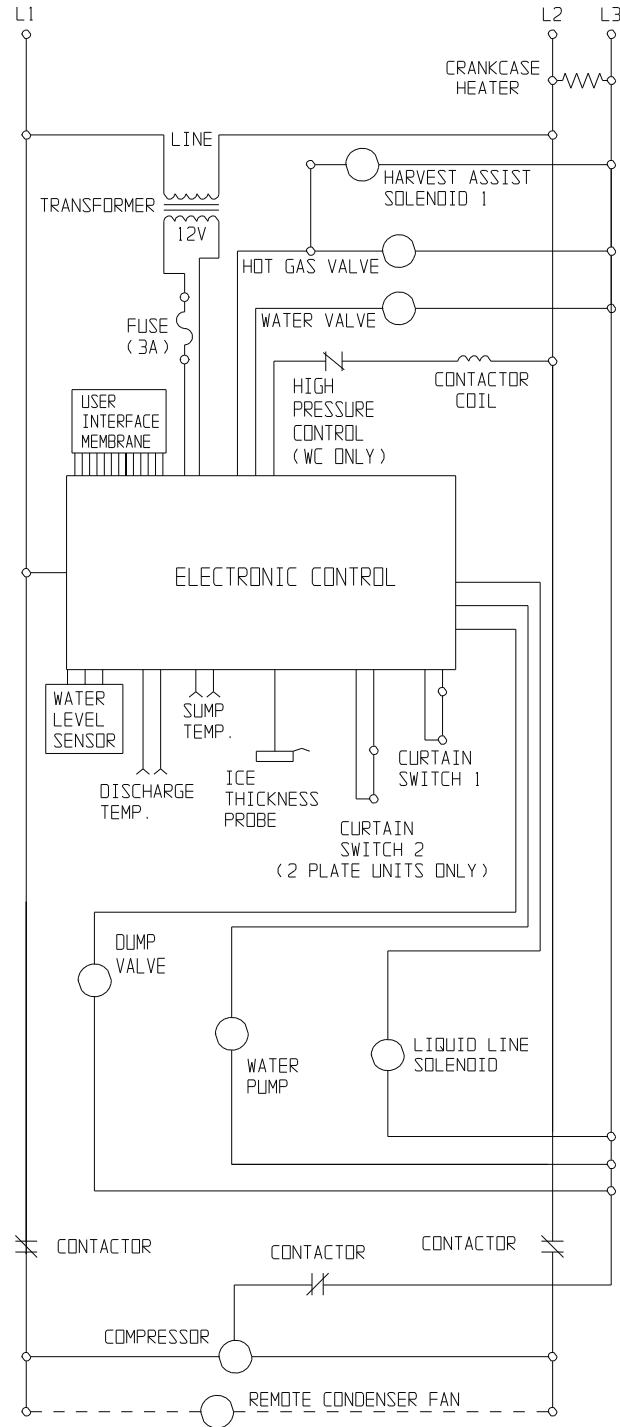 L1
L2
L3
CRANKCASE
HEATER
LINE
TRANSFORMER
12V
HARVEST ASSIST
SOLENOID 1
HOT GAS VALVE
WATER VALVE
FUSE
(3A)
HIGH
PRESSURE
CONTROL
(WC ONLY)
CONTACTOR
COIL
USER
INTERFACE
MEMBRANE
ELECTRONIC CONTROL
WATER
LEVEL
SENSOR
DISCHARGE
TEMP.
SUMP
TEMP.
ICE
THICKNESS
PROBE
CURTAIN
SWITCH 1
CURTAIN
SWITCH 2
(2 PLATE UNITS ONLY)
DUMP
VALVE
WATER
PUMP
LIQUID LINE
SOLENOID
CONTACTOR
CONTACTOR
CONTACTOR
COMPRESSOR
REMOTE CONDENSER FAN